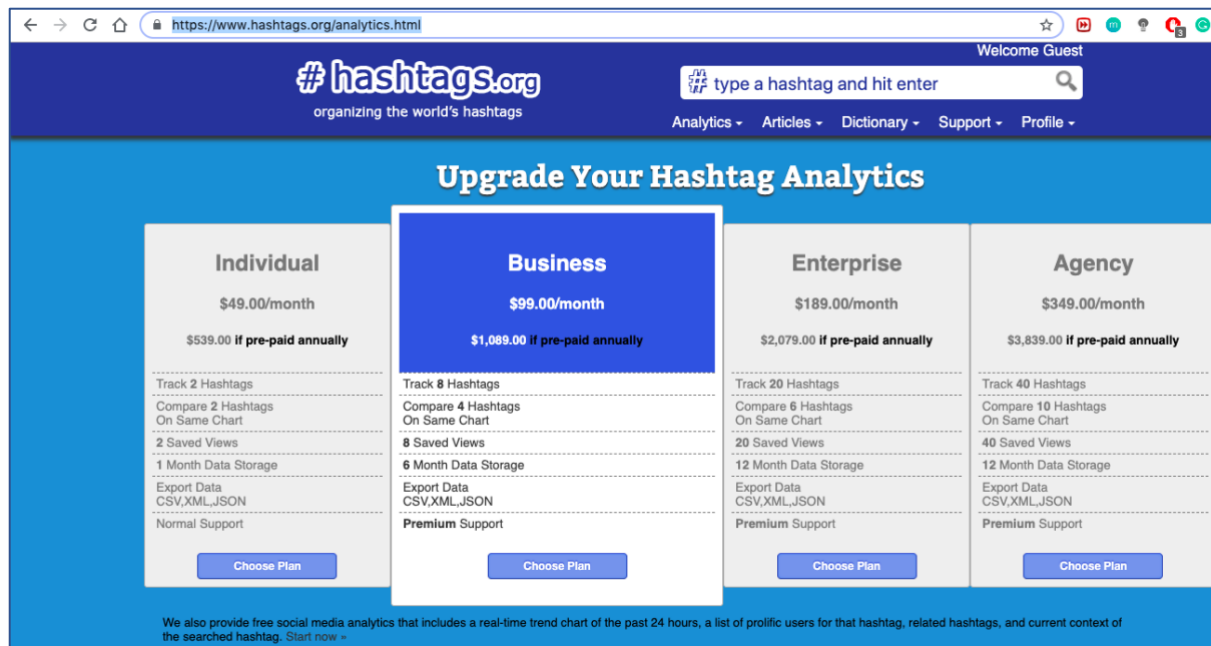 https://www.hashtags.org/analytics.html
3
Welcome Guest
# hashtags.org
organizing the world's hashtags
# type a hashtag and hit enter
Analytics Articles Dictionary Support Profile
Upgrade Your Hashtag Analytics
Individual
$49.00/month
$539.00 if pre-paid annually
Track 2 Hashtags
Compare 2 Hashtags
On Same Chart
2 Saved Views
1 Month Data Storage
Export Data
CSV,XML,JSON
Normal Support
Choose Plan
Business
$99.00/month
$1,089.00 if pre-paid annually
Track 8 Hashtags
Compare 4 Hashtags
On Same Chart
8 Saved Views
6 Month Data Storage
Export Data
CSV,XML,JSON
Premium Support
Choose Plan
Enterprise
$189.00/month
$2,079.00 if pre-paid annually
Track 20 Hashtags
Compare 6 Hashtags
On Same Chart
20 Saved Views
12 Month Data Storage
Export Data
CSV,XML,JSON
Premium Support
Choose Plan
Agency
$349.00/month
$3,839.00 if pre-paid annually
Track 40 Hashtags
Compare 10 Hashtags
On Same Chart
40 Saved Views
12 Month Data Storage
Export Data
CSV,XML,JSON
Premium Support
Choose Plan
We also provide free social media analytics that includes a real-time trend chart of the past 24 hours, a list of prolific users for that hashtag, related hashtags, and current context of
the searched hashtag. Start now »